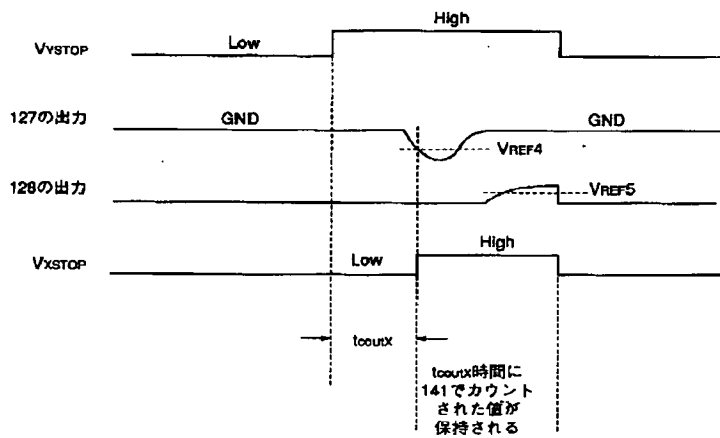 VYSTOP
Low
High
127の出力
GND
GND
VREF4
128の出力
VREF5
VXSTOP
Low
High
tcoutx
tcoutx時間に
141でカウント
された値が
保持される